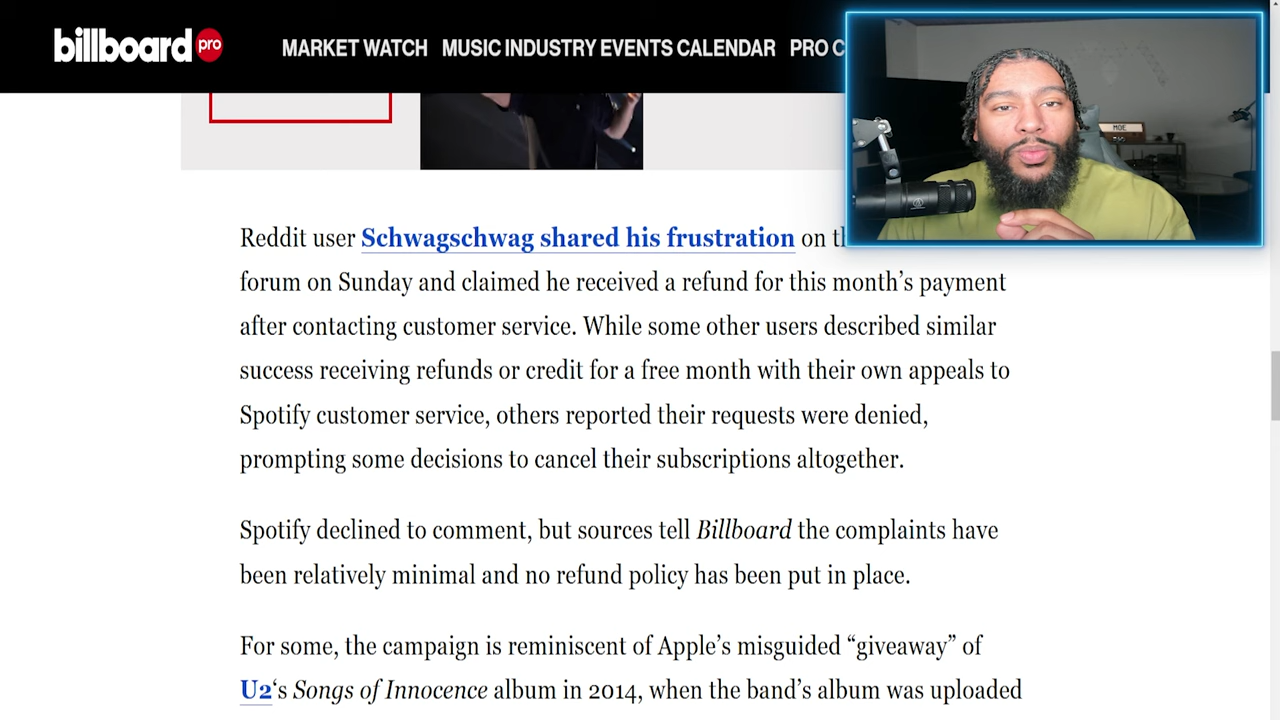 billboard pro
MARKET WATCH MUSIC INDUSTRY EVENTS CALENDAR PRO
MOE
Reddit user Schwagschwag shared his frustration on
forum on Sunday and claimed he received a refund for this month’s payment
after contacting customer service. While some other users described similar
success receiving refunds or credit for a free month with their own appeals to
Spotify customer service, others reported their requests were denied,
prompting some decisions to cancel their subscriptions altogether.
Spotify declined to comment, but sources tell Billboard the complaints have
been relatively minimal and no refund policy has been put in place.
For some, the campaign is reminiscent of Apple’s misguided “giveaway” of
U2‘s Songs of Innocence album in 2014, when the band’s album was uploaded